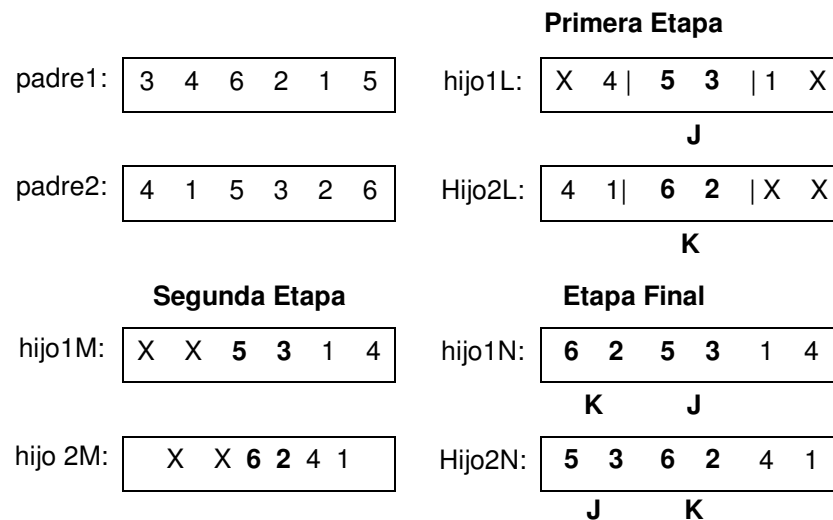 Primera Etapa
padre1: 3 4 6 2 1 5 hijo1L: X 4 | 5 3 | 1 X
J
padre2: 4 1 5 3 2 6 Hijo2L: 4 1| 6 2 | X X
K
Segunda Etapa Etapa Final
hijo1M: X X 5 3 1 4 hijo1N: 6 2 5 3 1 4
K J
hijo 2M: X X 6 2 4 1 Hijo2N: 5 3 6 2 4 1
J K